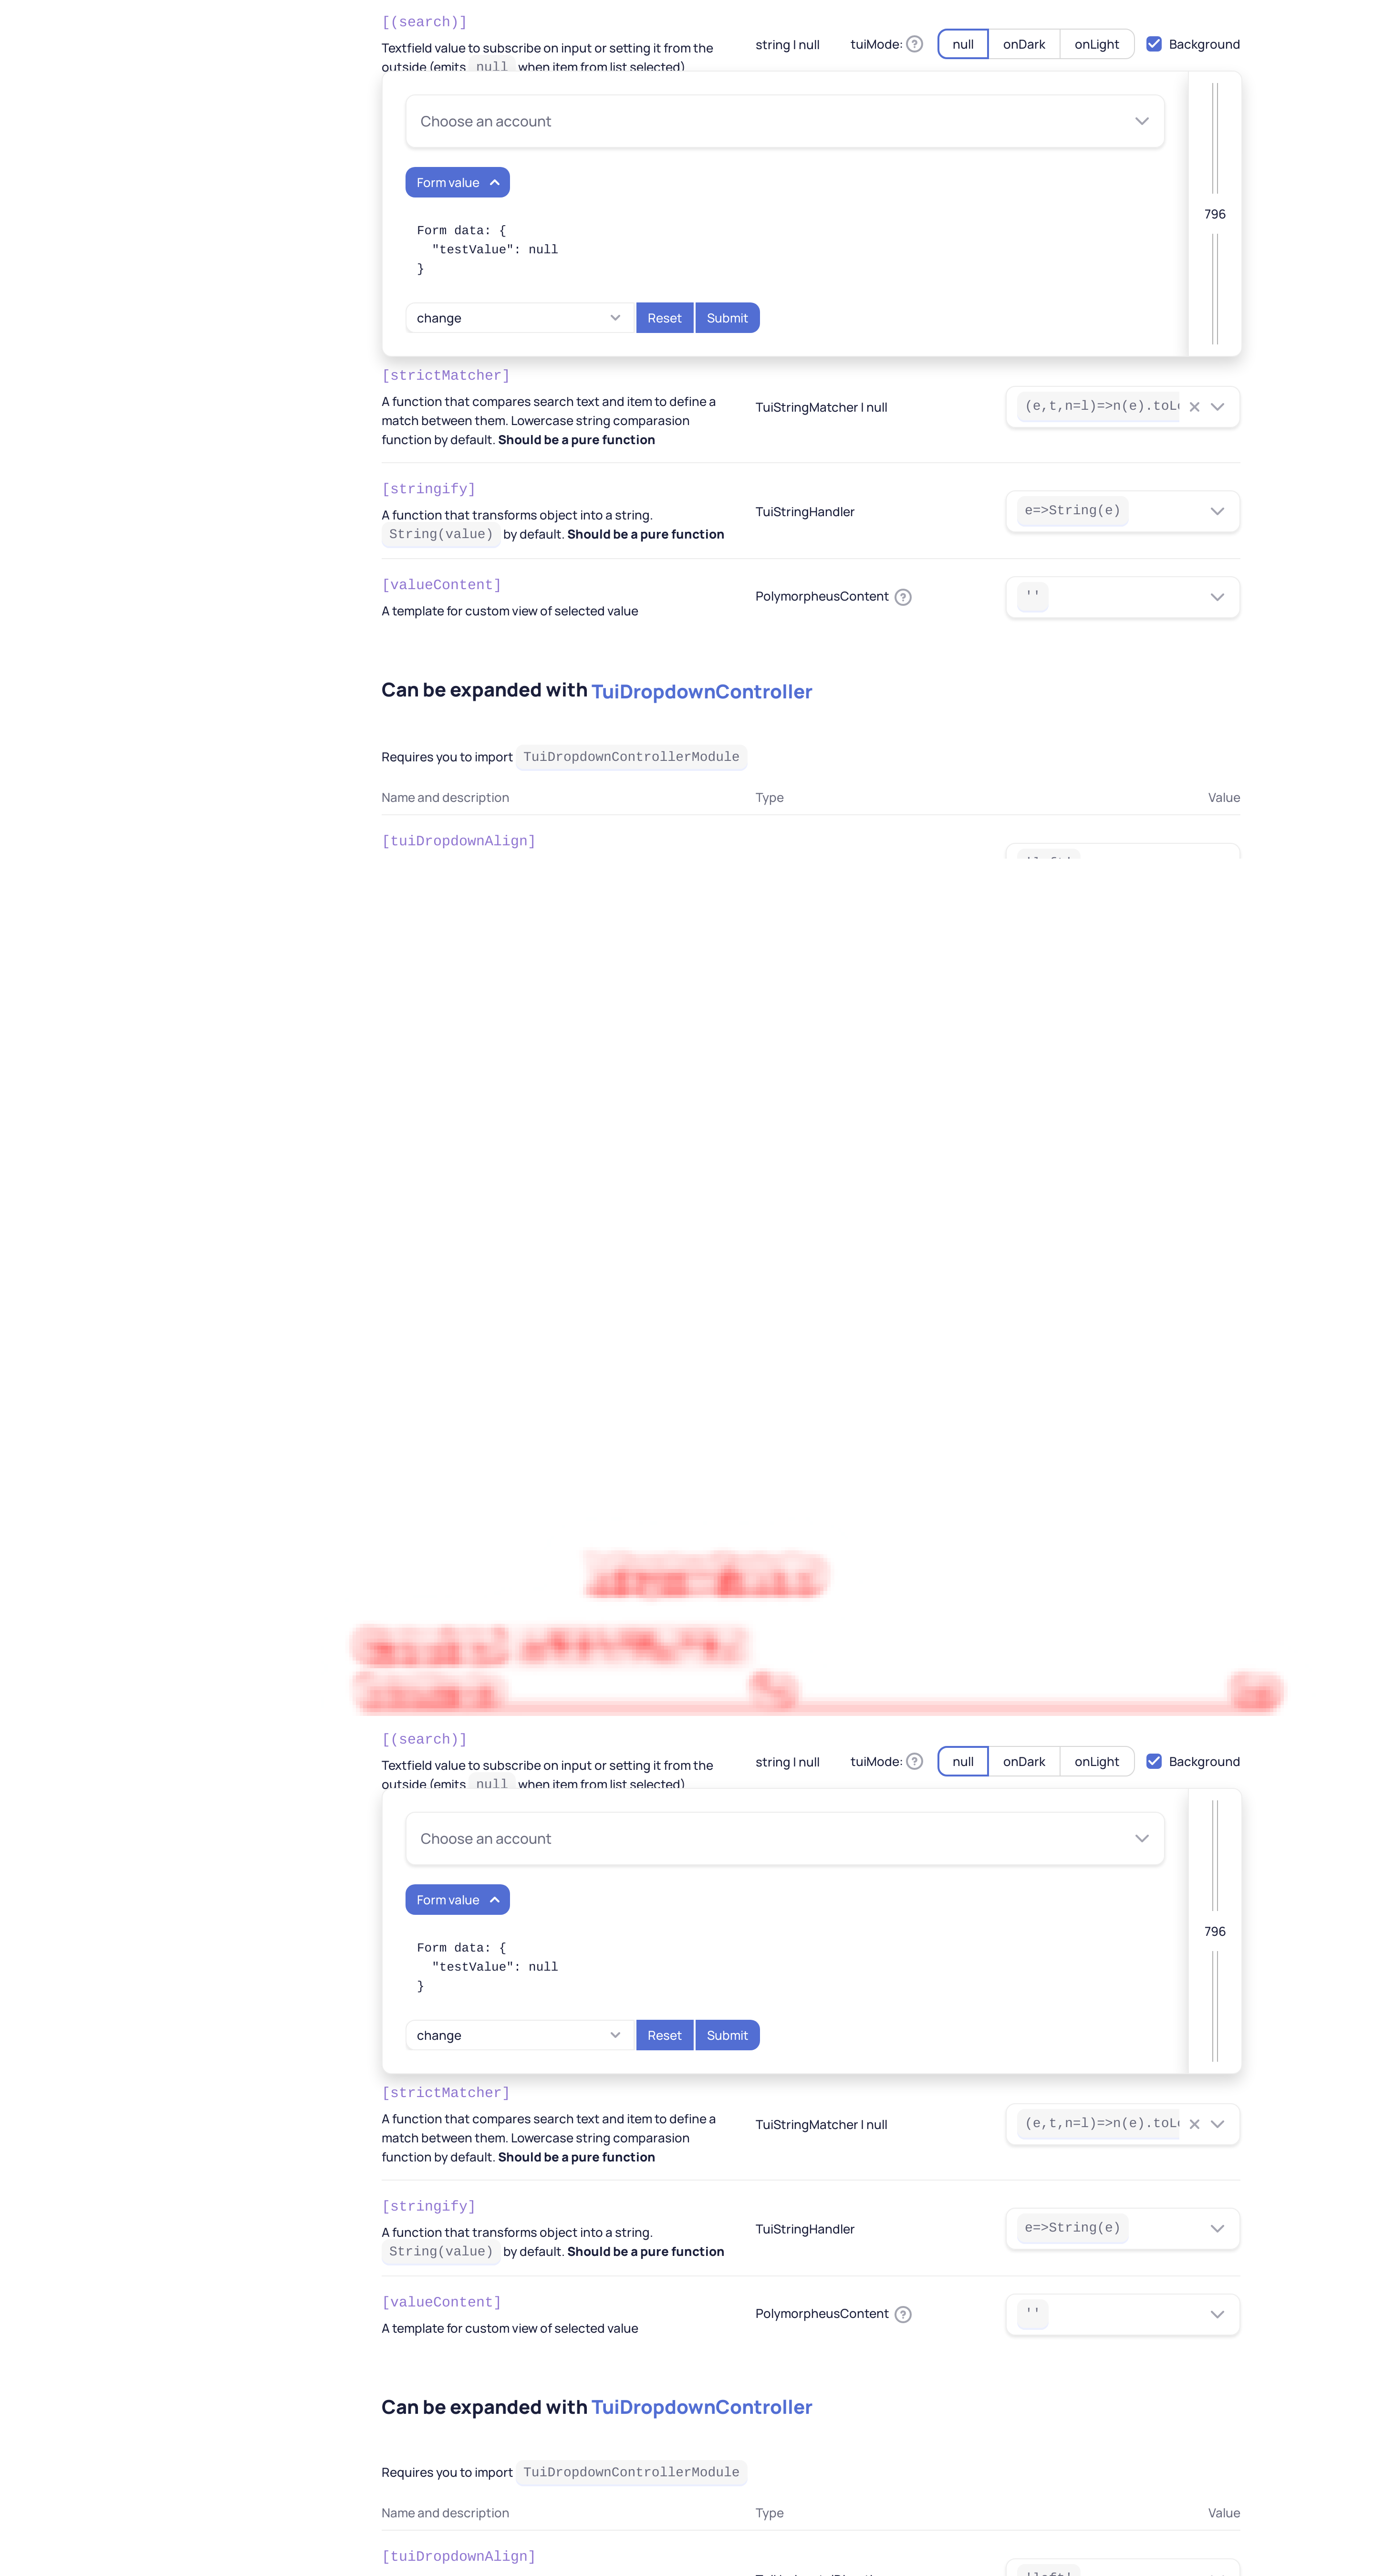 [(search)]
Textfield value to subscribe on input or setting it from the
outside (emits null when item from list selected)
string | null
tuiMode:
null onDark onLight
Background
Choose an account
Form value
Form data: {
"testValue": null
}
796
change
Reset
Submit
[strictMatcher]
A function that compares search text and item to define a
match between them. Lowercase string comparasion
function by default. Should be a pure function
TuiStringMatcher | null
(e,t,n=l)=>n(e).toL
[stringify]
A function that transforms object into a string.
String(value) by default. Should be a pure function
TuiStringHandler
e=>String(e)
[valueContent]
A template for custom view of selected value
PolymorpheusContent
''
Can be expanded with TuiDropdownController
Requires you to import TuiDropdownControllerModule
Name and description Type Value
[tuiDropdownAlign]
[(search)]
Textfield value to subscribe on input or setting it from the
outside (emits null when item from list selected)
string | null
tuiMode:
null onDark onLight
Background
Choose an account
Form value
Form data: {
"testValue": null
}
796
change
Reset
Submit
[strictMatcher]
A function that compares search text and item to define a
match between them. Lowercase string comparasion
function by default. Should be a pure function
TuiStringMatcher | null
(e,t,n=l)=>n(e).toL
[stringify]
A function that transforms object into a string.
String(value) by default. Should be a pure function
TuiStringHandler
e=>String(e)
[valueContent]
A template for custom view of selected value
PolymorpheusContent
''
Can be expanded with TuiDropdownController
Requires you to import TuiDropdownControllerModule
Name and description Type Value
[tuiDropdownAlign]